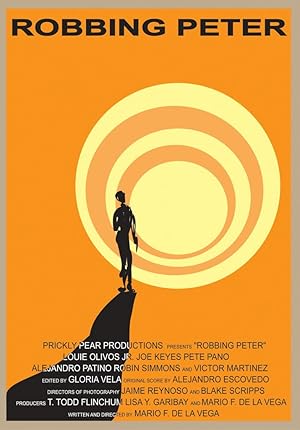 ROBBING PETER
PRICKLY PEAR PRODUCTIONS PRESENTS "ROBBING PETER"
LOUIE OLIVOS JR. JOE KEYES PETE PANO
ALEJANDRO PATINO ROBIN SIMMONS AND VICTOR MARTINEZ
EDITED BY GLORIA VELA ORIGINAL SCORE BY ALEJANDRO ESCOVEDO
DIRECTORS OF PHOTOGRAPHY JAIME REYNOSO AND BLAKE SCRIPPS
PRODUCERS T. TODD FLINCHUM, LISA Y. GARIBAY AND MARIO F. DE LA VEGA
WRITTEN AND DIRECTED BY MARIO F. DE LA VEGA